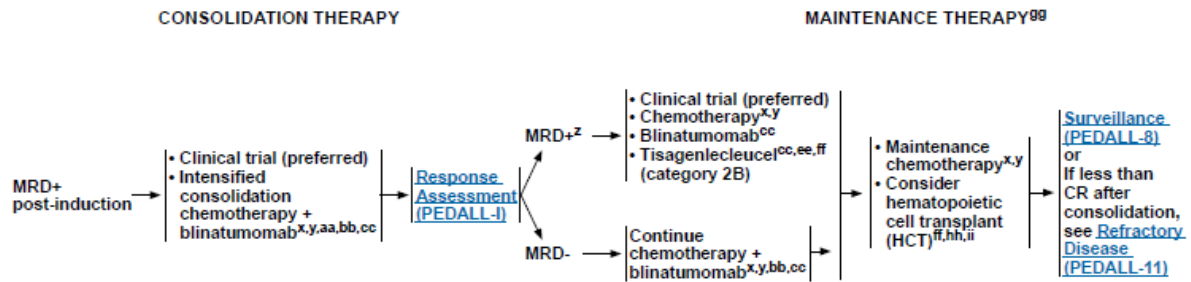 CONSOLIDATION THERAPY
MAINTENANCE THERAPYgg
MRD+
post-induction
• Clinical trial (preferred)
• Intensified
consolidation
chemotherapy +
blinatumomabx,y,aa,bb,cc
Response
Assessment
(PEDALL-I)
MRD+z
• Clinical trial (preferred)
• Chemotherapyx,y
• Blinatumomabcc
• Tisagenlecleucelcc,ee,ff
(category 2B)
MRD-
Continue
chemotherapy +
blinatumomabx,y,bb,cc
• Maintenance
chemotherapyx,y
• Consider
hematopoietic
cell transplant
(HCT)ff,hh,ii
Surveillance
(PEDALL-8)
or
If less than
CR after
consolidation,
see Refractory
Disease
(PEDALL-11)